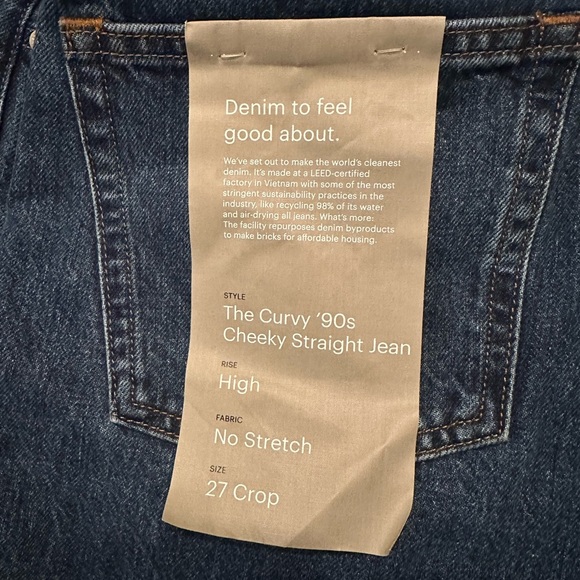 Denim to feel
good about.
We've set out to make the world's cleanest
denim. It's made at a LEED-certified
factory in Vietnam with some of the most
stringent sustainability practices in the
industry, like recycling 98% of its water
and air-drying all jeans. What's more:
The facility repurposes denim byproducts
to make bricks for affordable housing.
STYLE
The Curvy ’90s
Cheeky Straight Jean
RISE
High
FABRIC
No Stretch
SIZE
27 Crop